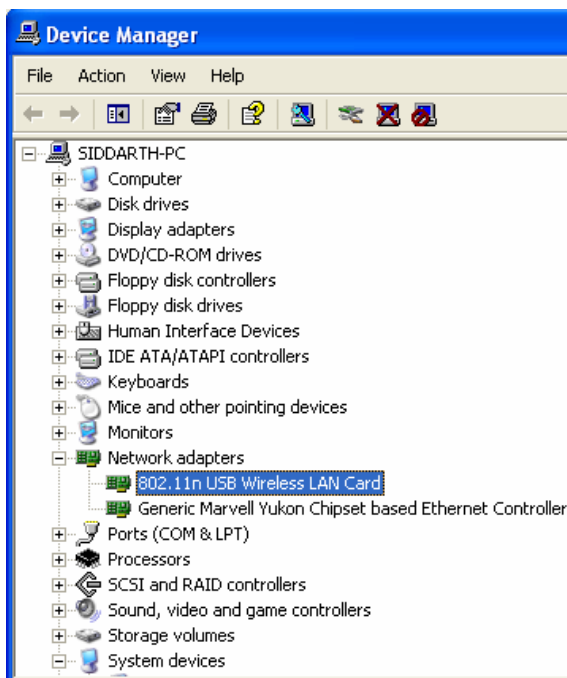 Device Manager
File Action View Help
SIDDARTH-PC
Computer
Disk drives
Display adapters
DVD/CD-ROM drives
Floppy disk controllers
Floppy disk drives
Human Interface Devices
IDE ATA/ATAPI controllers
Keyboards
Mice and other pointing devices
Monitors
Network adapters
802.11n USB Wireless LAN Card
Generic Marvell Yukon Chipset based Ethernet Controller
Ports (COM & LPT)
Processors
SCSI and RAID controllers
Sound, video and game controllers
Storage volumes
System devices